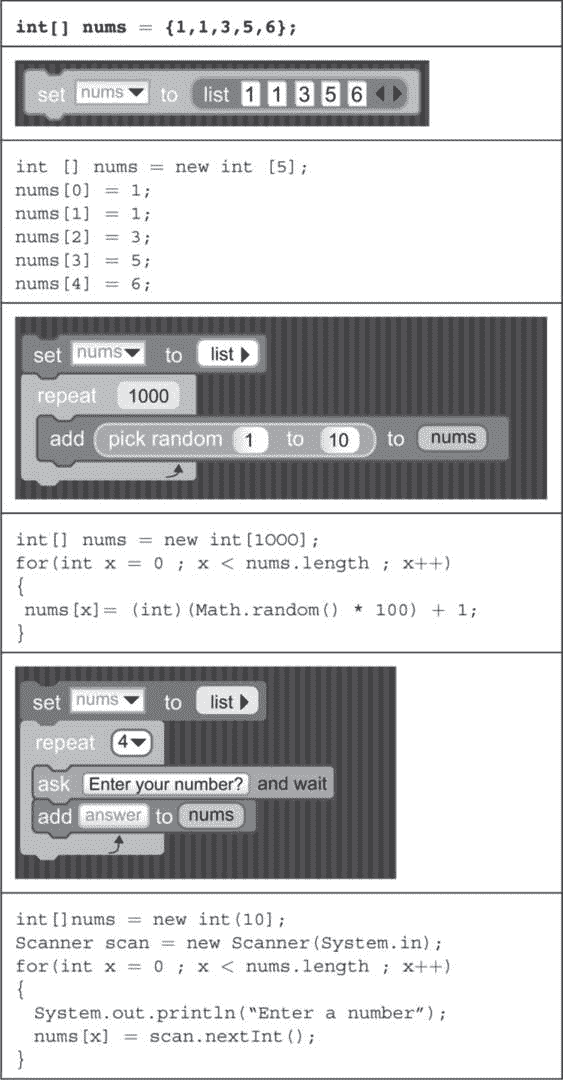 int[] nums = {1,1,3,5,6};
set nums to list 1 1 3 5 6
int [] nums = new int [5];
nums[0] = 1;
nums[1] = 1;
nums[2] = 3;
nums[3] = 5;
nums[4] = 6;
set nums to list
repeat 1000
add pick random 1 to 10 to nums
int[] nums = new int[1OOO];
for(int x = 0 ; x < nums.length ; x++)
{
nums[x]= (int)(Math.random() * 100) + 1;
}
set nums to list
repeat 4
ask Enter your number? and wait
add answer to nums
int[]nums = new int(10];
Scanner scan = new Scanner(System.in);
for(int x = 0 ; x < nums.length ; x++)
{
System.out.println(“Enter a number”);
nums[x] = scan.nextInt();
}